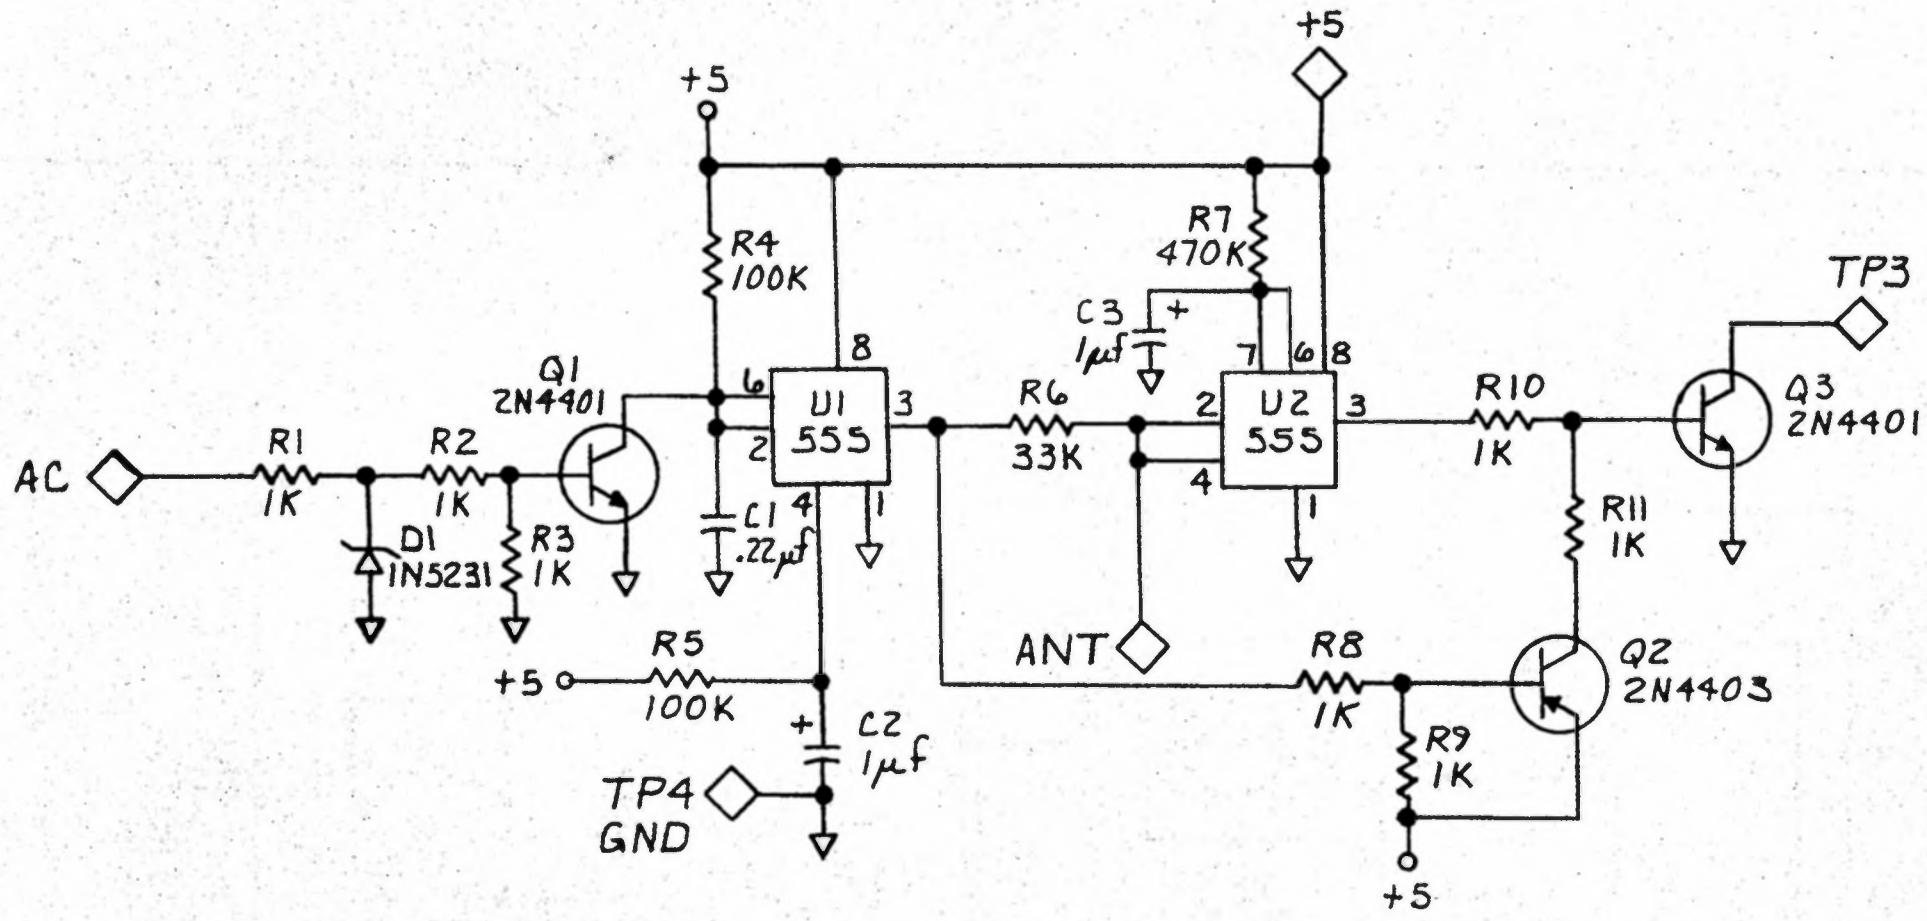 +5
+5
R4
100K
R7
470K
C3 +
1µf
TP3
Q1
2N4401
8
6
U1
555
3
2
4
1
R6
33K
7 6 8
2
U2
555
3
4
1
R10
1K
Q3
2N4401
AC
R1
1K
R2
1K
D1
1N5231
R3
1K
C1
.22µf
R11
1K
R5
+5
100K
ANT
R8
1K
Q2
2N4403
+ C2
1µf
R9
1K
TP4
GND
+5